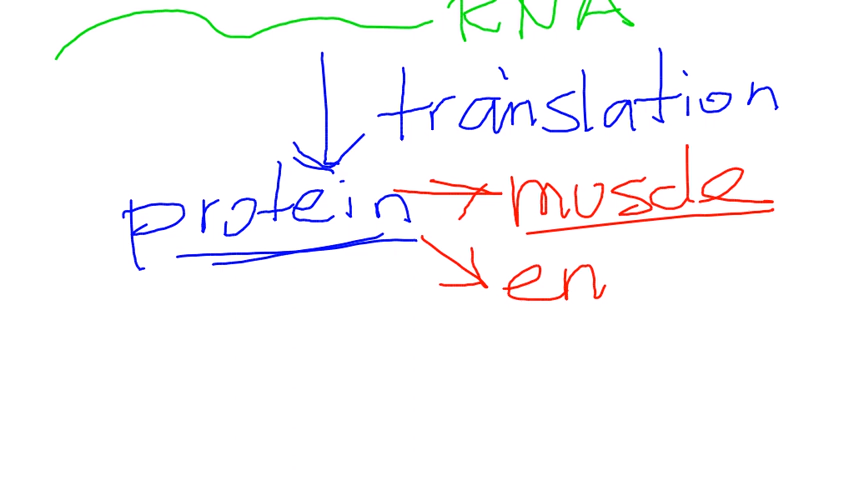 RNA
translation
protein → muscle
en